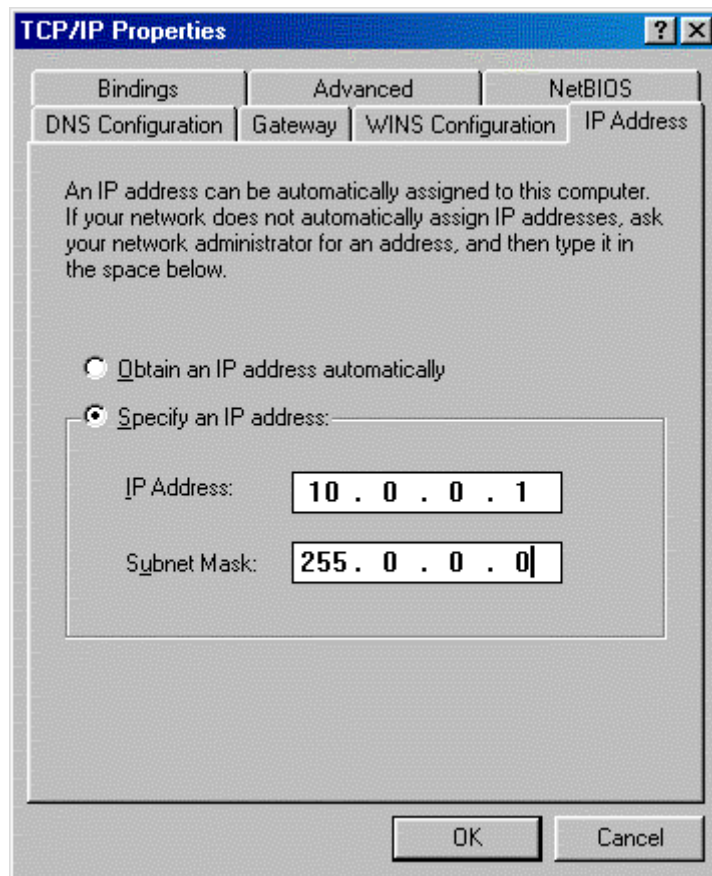 TCP/IP Properties
Bindings
Advanced
NetBIOS
DNS Configuration
Gateway
WINS Configuration
IP Address
An IP address can be automatically assigned to this computer.
If your network does not automatically assign IP addresses, ask
your network administrator for an address, and then type it in
the space below.
Obtain an IP address automatically
Specify an IP address:
IP Address:
10 . 0 . 0 . 1
Subnet Mask:
255 . 0 . 0 . 0
OK
Cancel